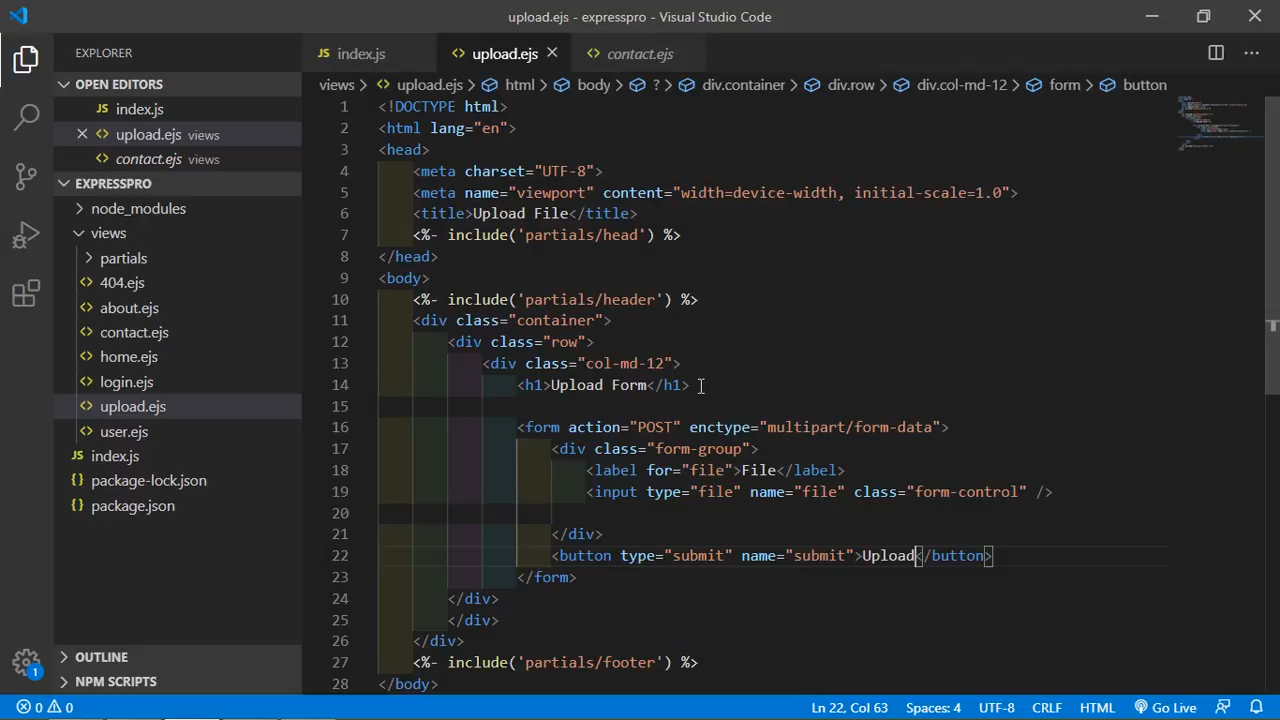 upload.ejs - expresspro - Visual Studio Code
EXPLORER
OPEN EDITORS
JS index.js
upload.ejs views
contact.ejs views
EXPRESSPRO
node_modules
views
partials
404.ejs
about.ejs
contact.ejs
home.ejs
login.ejs
upload.ejs
user.ejs
JS index.js
{} package-lock.json
{} package.json
OUTLINE
NPM SCRIPTS
JS index.js
upload.ejs
contact.ejs
views > upload.ejs > html > body > ? > div.container > div.row > div.col-md-12 > form > button
1 <!DOCTYPE html>
2 <html lang="en">
3 <head>
4 <meta charset="UTF-8">
5 <meta name="viewport" content="width=device-width, initial-scale=1.0">
6 <title>Upload File</title>
7 <%- include('partials/head') %>
8 </head>
9 <body>
10 <%- include('partials/header') %>
11 <div class="container">
12 <div class="row">
13 <div class="col-md-12">
14 <h1>Upload Form</h1>
15
16 <form action="POST" enctype="multipart/form-data">
17 <div class="form-group">
18 <label for="file">File</label>
19 <input type="file" name="file" class="form-control" />
20
21 </div>
22 <button type="submit" name="submit">Upload</button>
23 </form>
24 </div>
25 </div>
26 </div>
27 <%- include('partials/footer') %>
28 </body>
1
0 0 Ln 22, Col 63 Spaces: 4 UTF-8 CRLF HTML Go Live